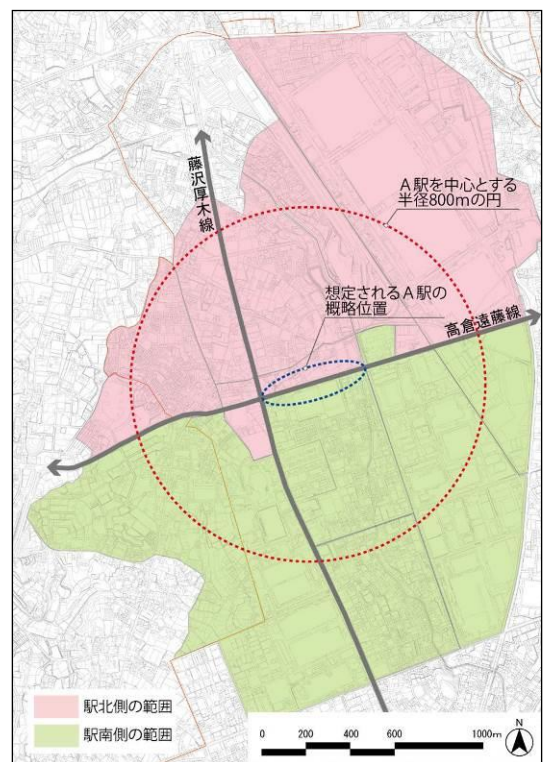 藤沢厚木線
A駅を中心とする
半径800mの円
想定されるA駅の
概略位置
高倉遠藤線
駅北側の範囲
駅南側の範囲
0 200 400 600 1000m
N